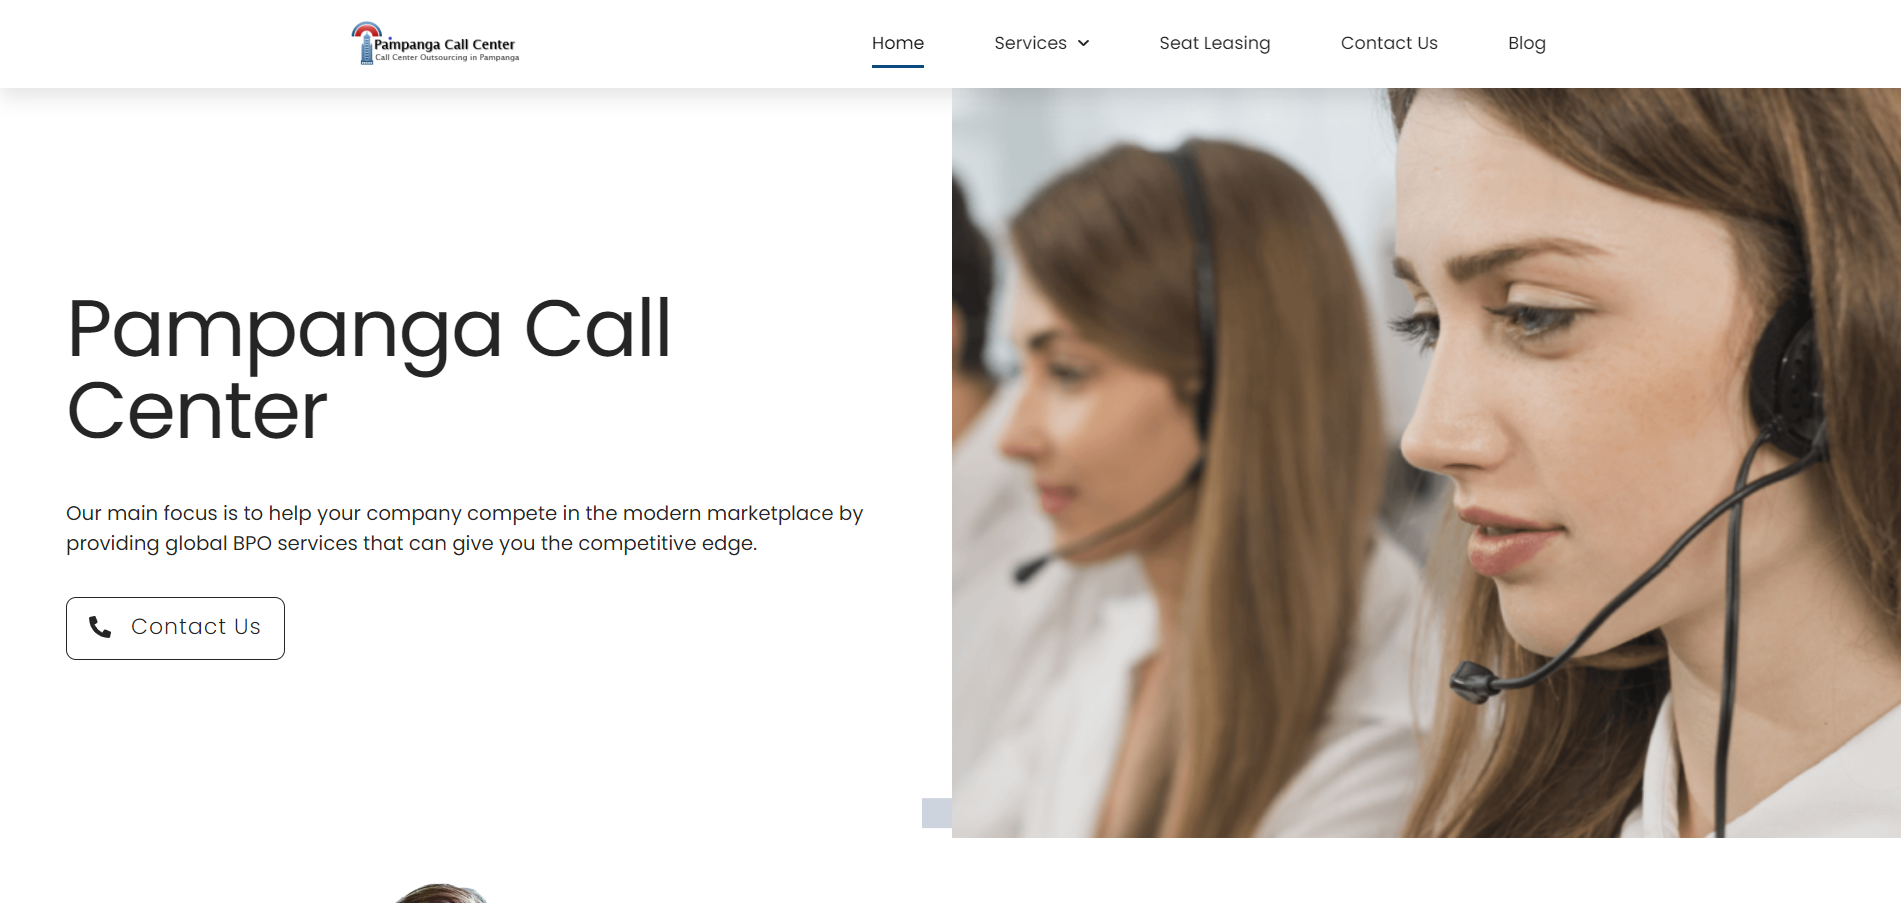 Pampanga Call Center
Call Center Outsourcing in Pampanga
Home
Services
Seat Leasing
Contact Us
Blog
Pampanga Call
Center
Our main focus is to help your company compete in the modern marketplace by
providing global BPO services that can give you the competitive edge.
Contact Us